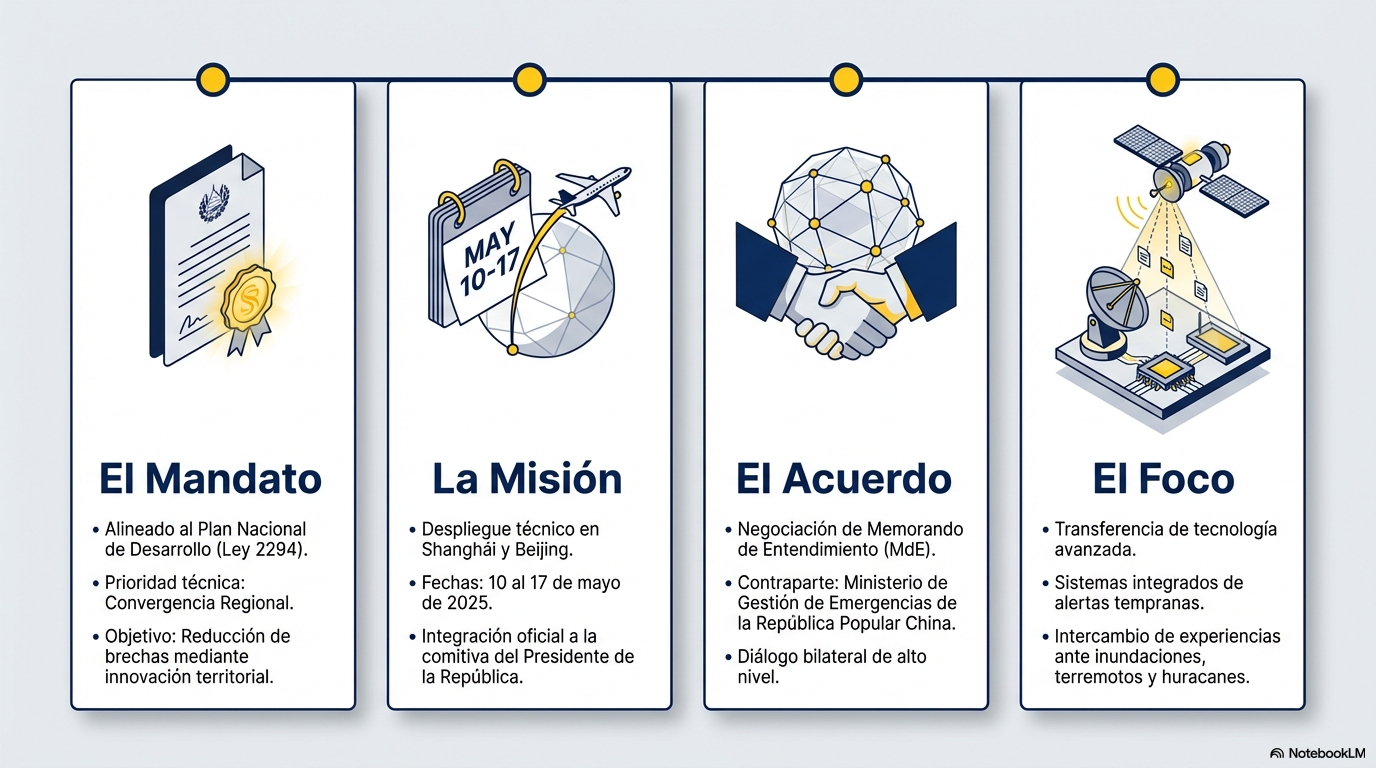 MAY
10-17
El Mandato
• Alineado al Plan Nacional
de Desarrollo (Ley 2294).
• Prioridad técnica:
Convergencia Regional.
• Objetivo: Reducción de
brechas mediante
innovación territorial.
La Misión
• Despliegue técnico en
Shanghái y Beijing.
• Fechas: 10 al 17 de mayo
de 2025.
• Integración oficial a la
comitiva del Presidente de
la República.
El Acuerdo
• Negociación de Memorando
de Entendimiento (MdE).
• Contraparte: Ministerio de
Gestión de Emergencias de
la República Popular China.
• Diálogo bilateral de alto
nivel.
El Foco
• Transferencia de tecnología
avanzada.
• Sistemas integrados de
alertas tempranas.
• Intercambio de experiencias
ante inundaciones,
terremotos y huracanes.
NotebookLM